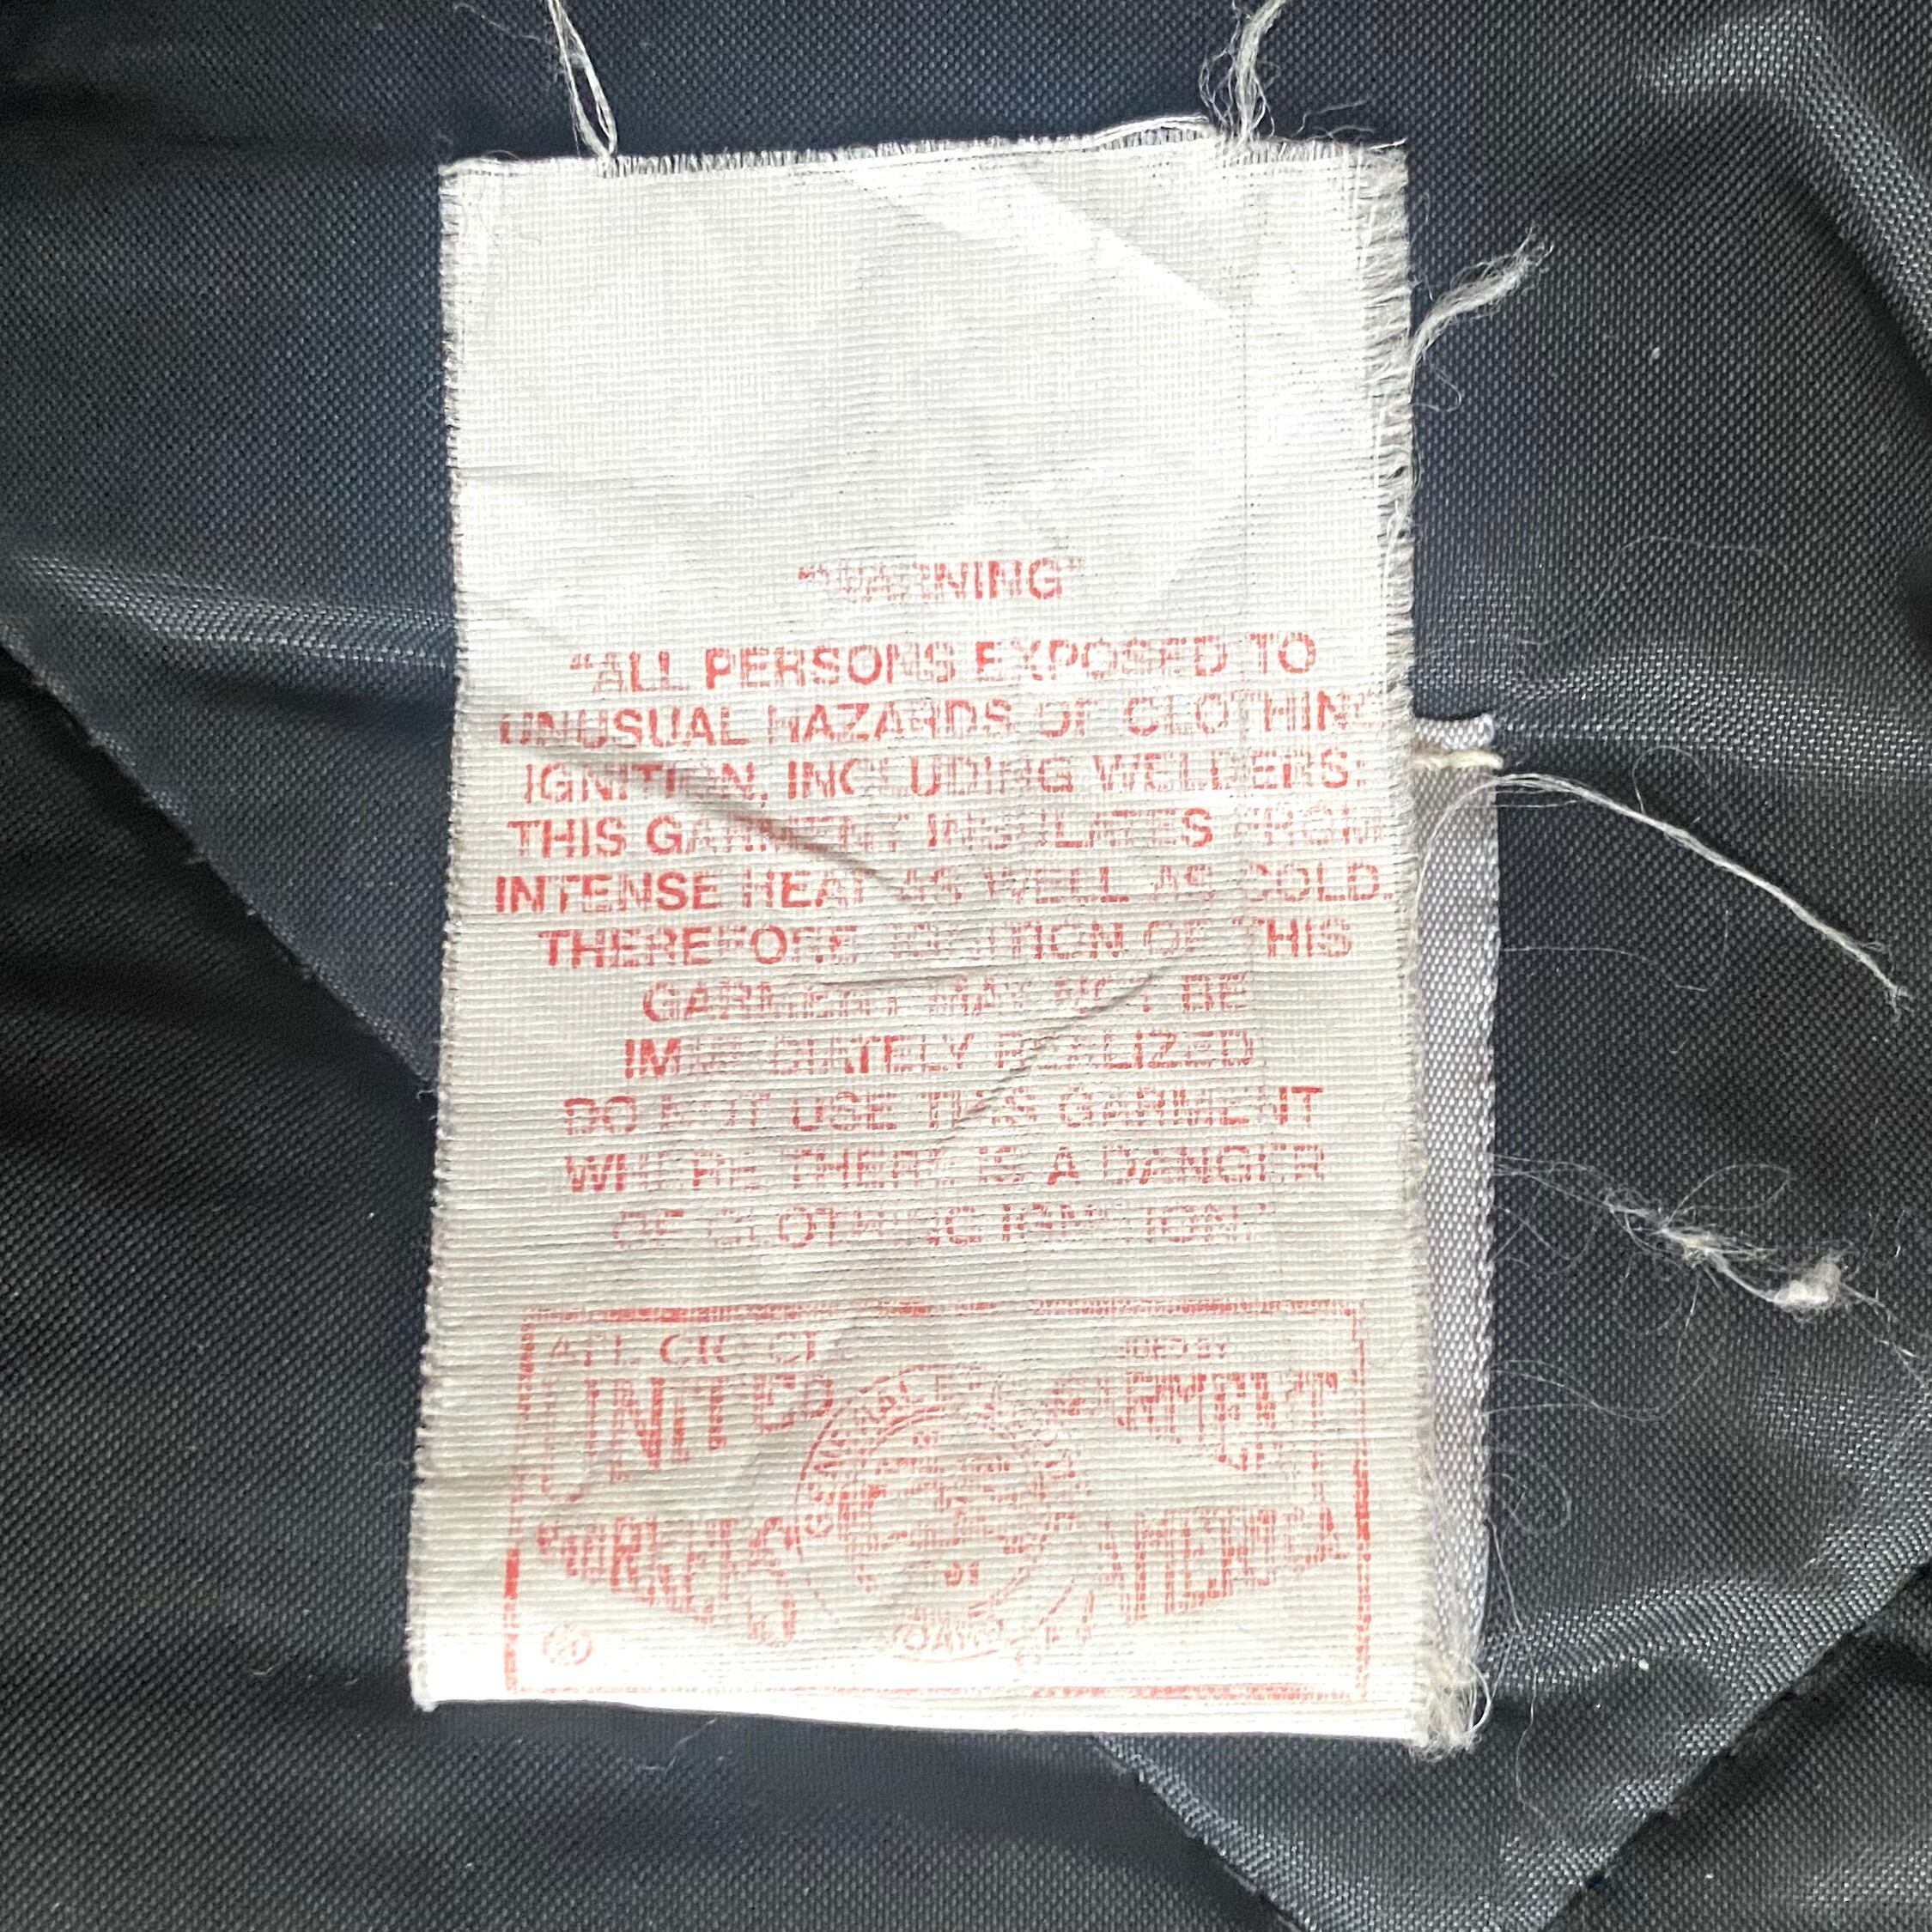 "WARNING"
"ALL PERSONS EXPOSED TO
UNUSUAL HAZARDS OF CLOTHING
IGNITION, INCLUDING WELDERS:
THIS GARMENT INSULATES FROM
INTENSE HEAT AS WELL AS COLD.
THEREFORE IGNITION OF THIS
GARMENT MAY NOT BE
IMMEDIATELY REALIZED
DO NOT USE THIS GARMENT
WHERE THERE IS A DANGER
OF CLOTHING IGNITION."
UNITED GARMENT
WORKERS AMERICA
OF